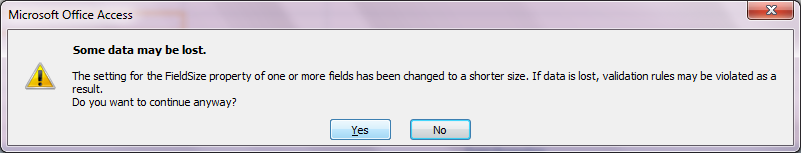 Microsoft Office Access
Some data may be lost.
The setting for the FieldSize property of one or more fields has been changed to a shorter size. If data is lost, validation rules may be violated as a
result.
Do you want to continue anyway?
Yes No